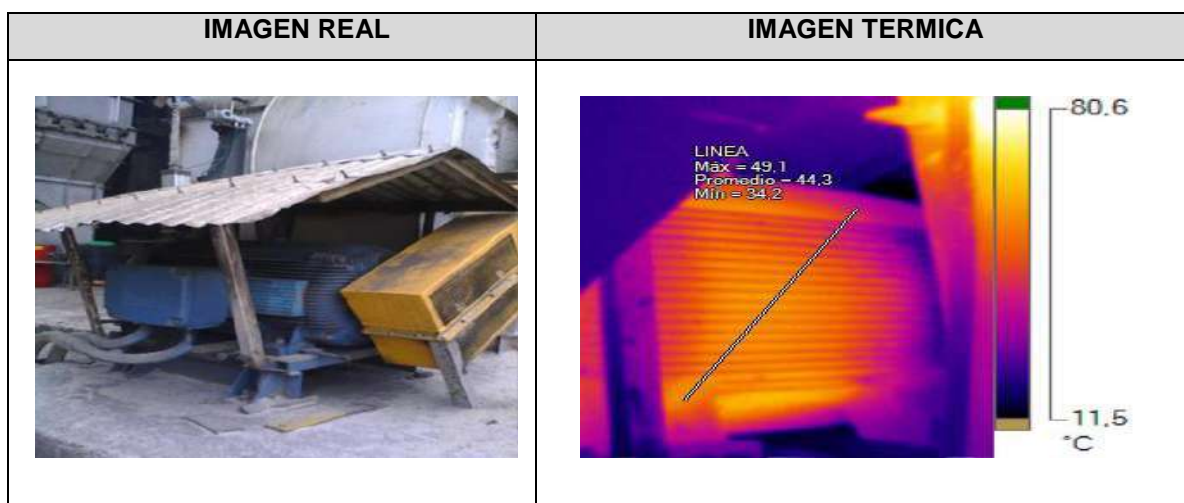 IMAGEN REAL
IMAGEN TERMICA
LINEA
Máx = 49,1
Promedio = 44,3
Mín = 34,2
80.6
11.5
°C